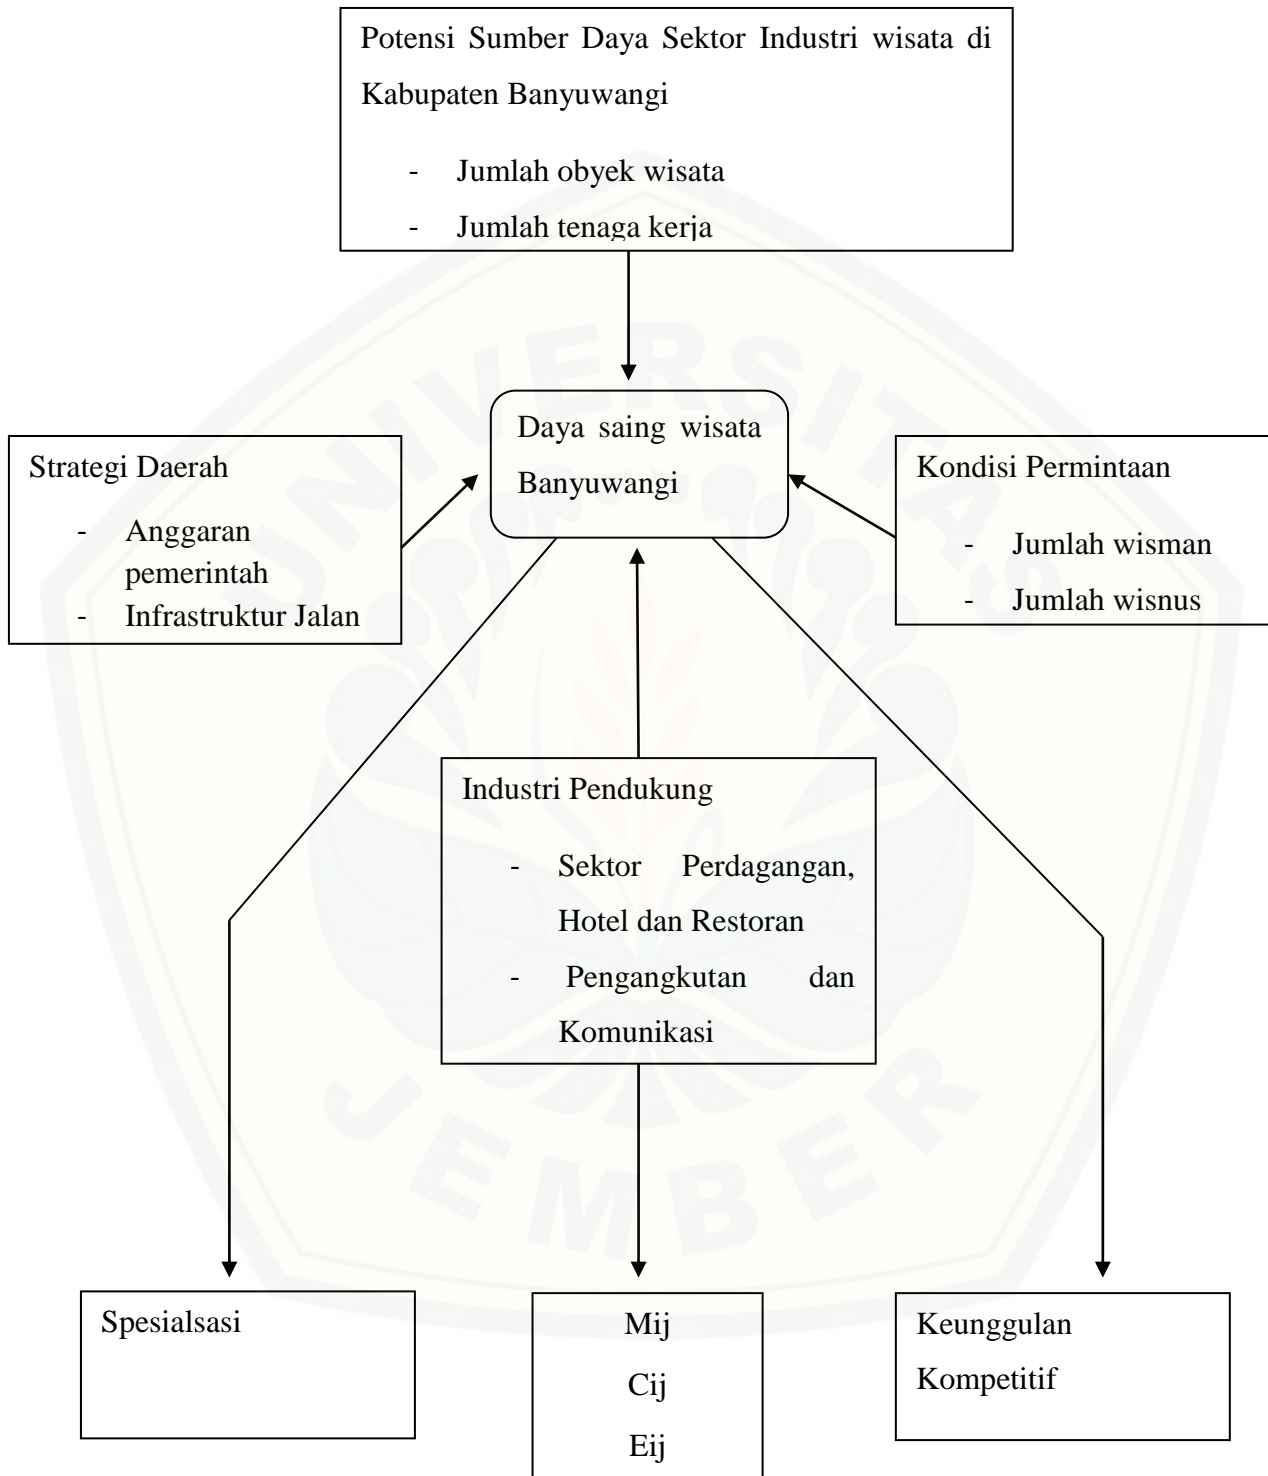 Potensi Sumber Daya Sektor Industri wisata di
Kabupaten Banyuwangi
- Jumlah obyek wisata
- Jumlah tenaga kerja
Daya saing wisata
Banyuwangi
Strategi Daerah
- Anggaran
pemerintah
- Infrastruktur Jalan
Kondisi Permintaan
- Jumlah wisman
- Jumlah wisnus
Industri Pendukung
- Sektor Perdagangan,
Hotel dan Restoran
- Pengangkutan dan
Komunikasi
Spesialsasi
Mij
Cij
Eij
Keunggulan
Kompetitif
UNIVERSITAS
JEMBER